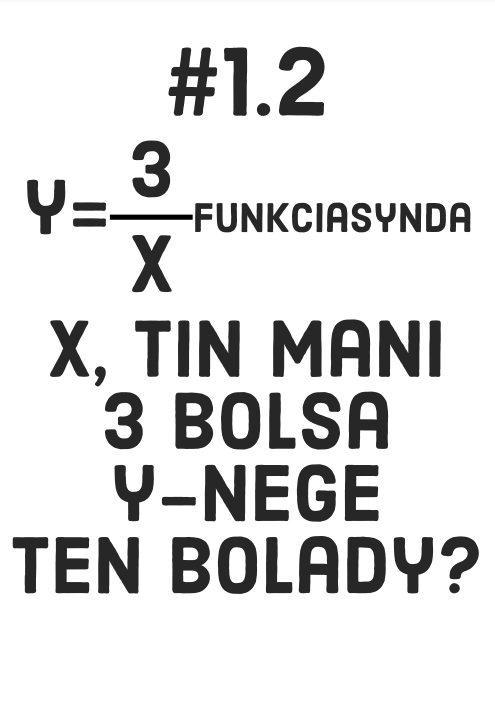 #1.2
Y=3/X FUNKCIASYNDA
X, TIN MANI
3 BOLSA
Y-NEGE
TEN BOLADY?